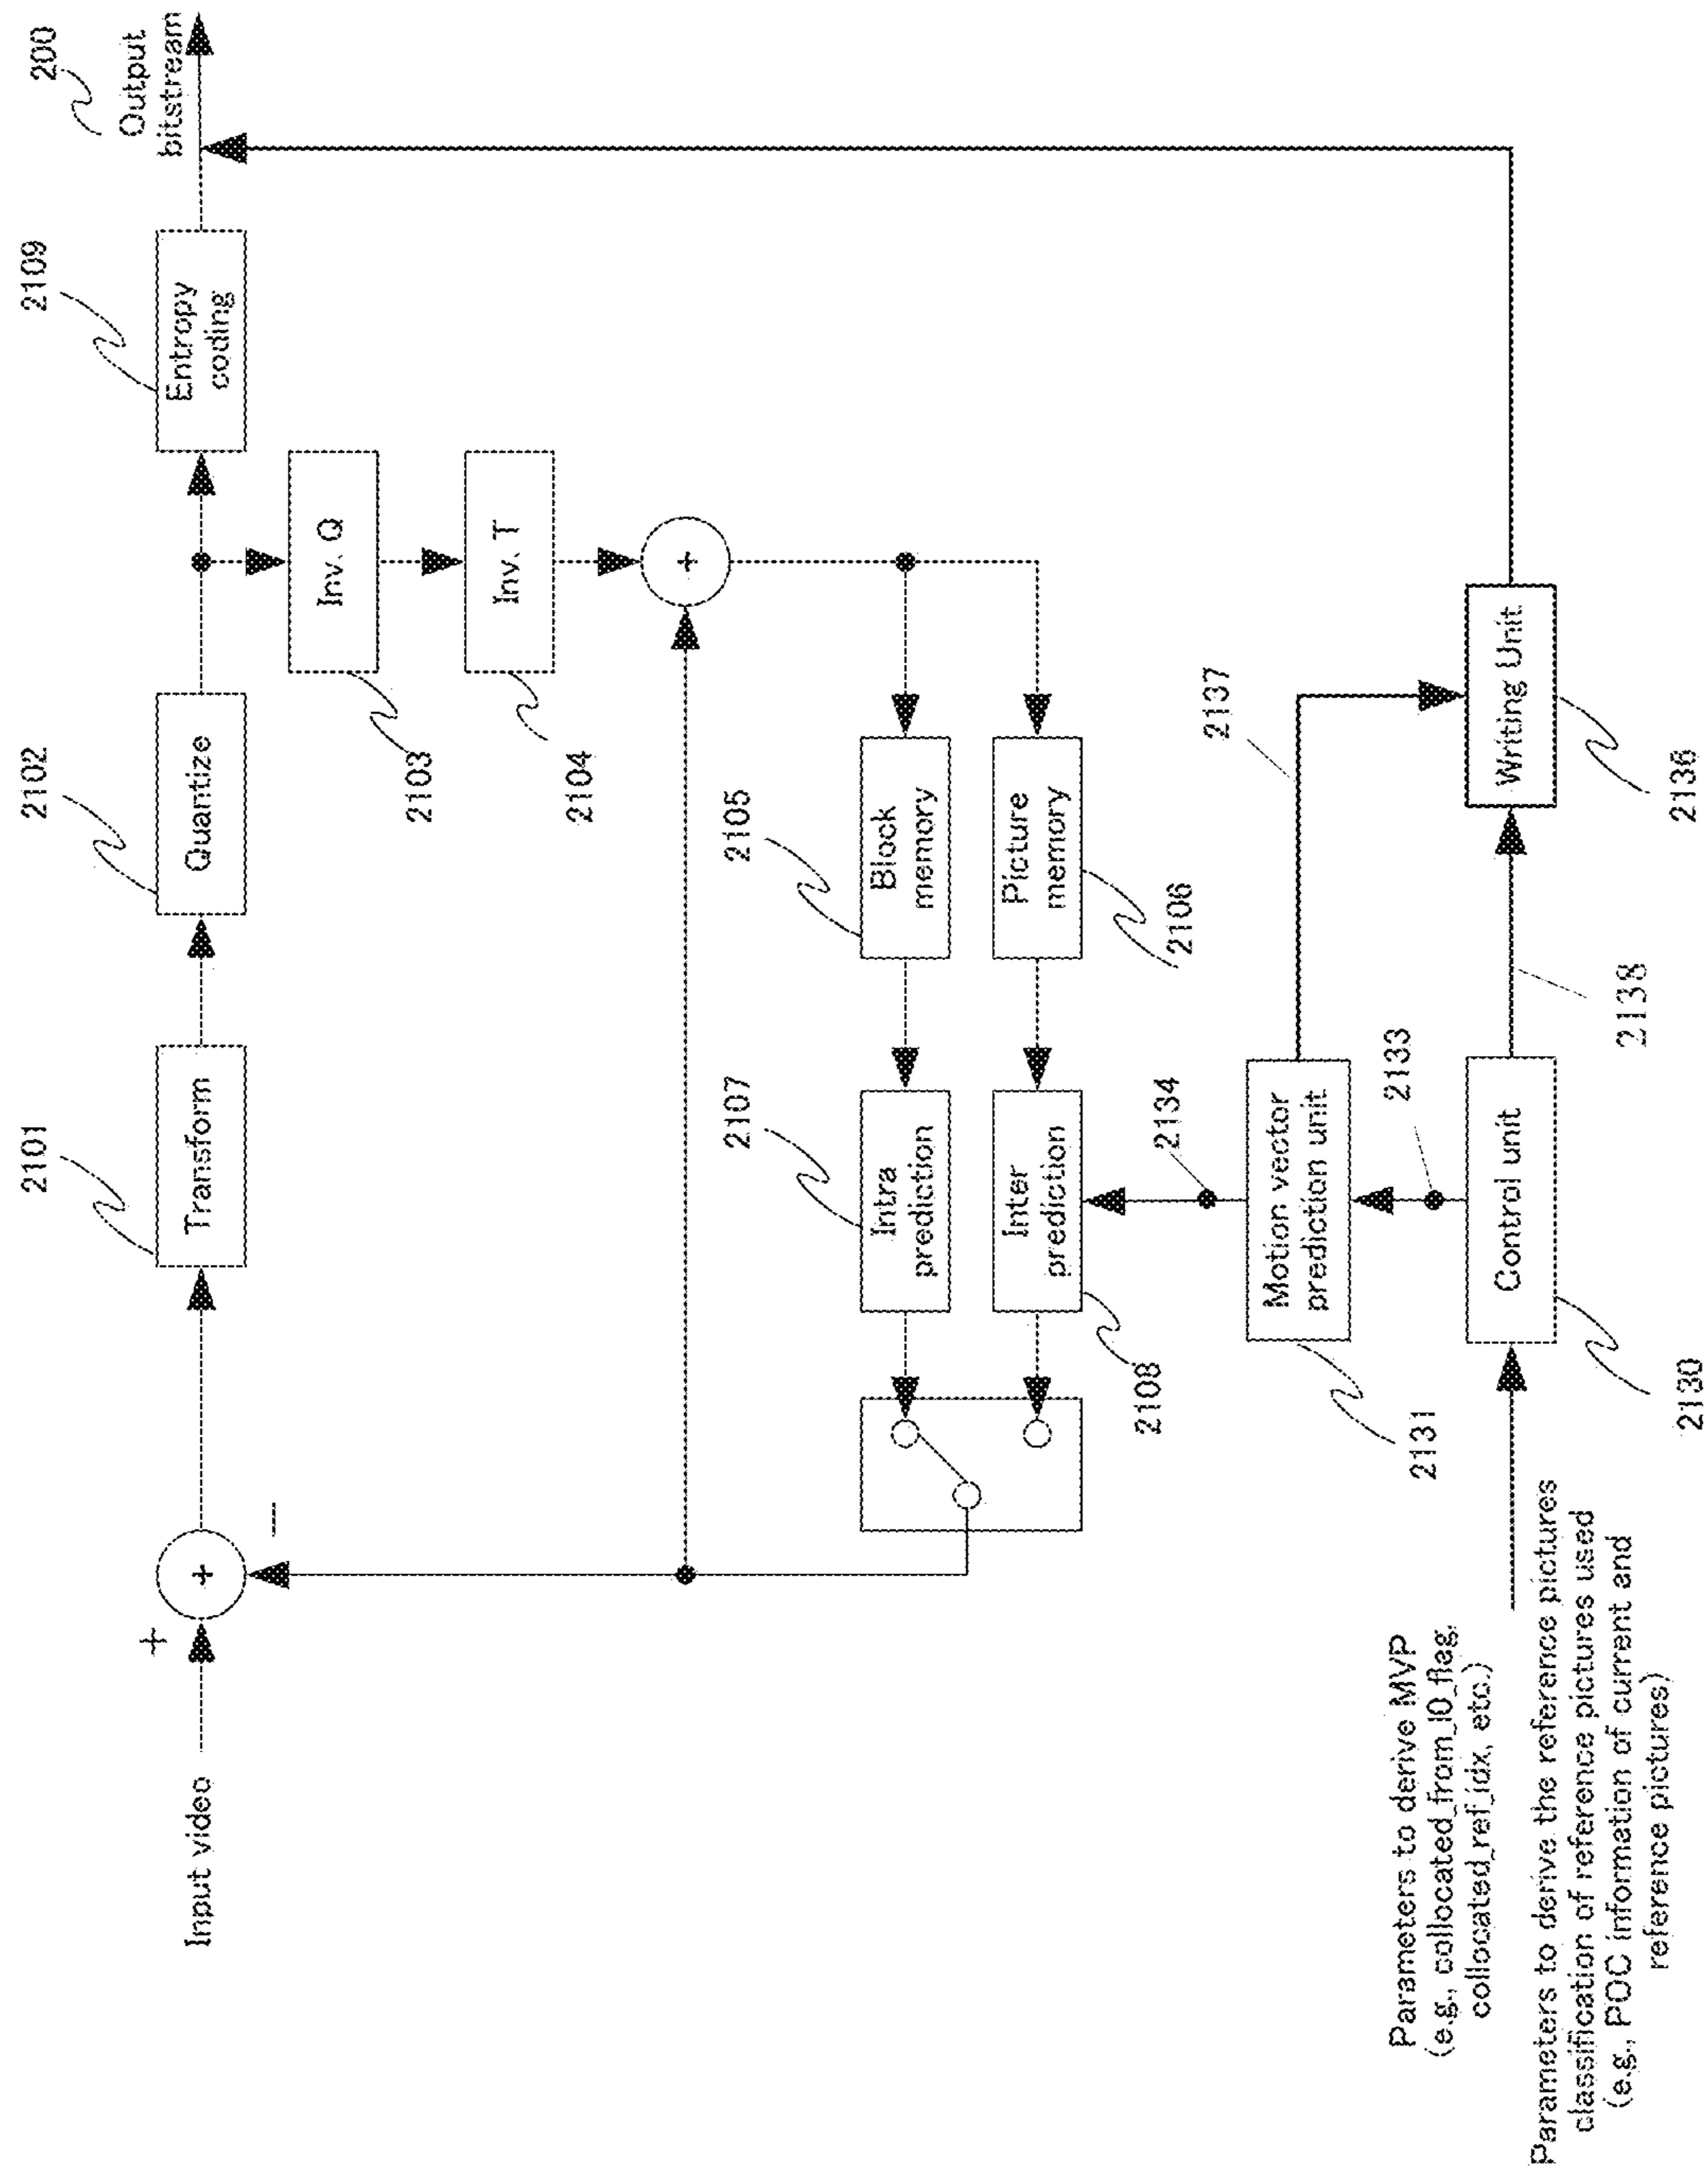 200
Output
bitstream
2109
Entropy
coding
2102
Quantize
2101
Transform
+
+
−
Input video
Inv. Q
2103
Inv. T
2104
+
2105
Block
memory
Picture
memory
2106
2107
Intra
prediction
Inter
prediction
2108
2134
Motion vector
prediction unit
2131
2137
2133
Control unit
2130
2138
Writing Unit
2136
Parameters to derive MVP
(e.g., collocated_from_l0_flag,
collocated_ref_idx, etc.)
Parameters to derive the reference pictures
classification of reference pictures used
(e.g., POC information of current and
reference pictures)